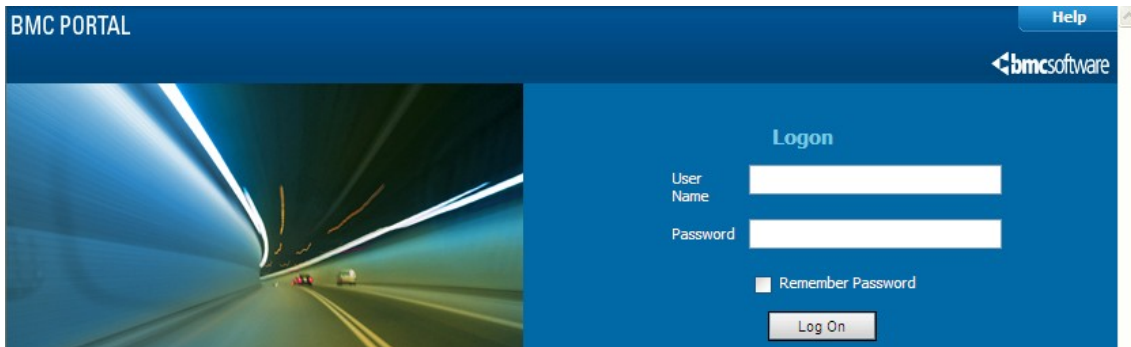 BMC PORTAL
Help
bmcsoftware
Logon
User
Name
Password
Remember Password
Log On